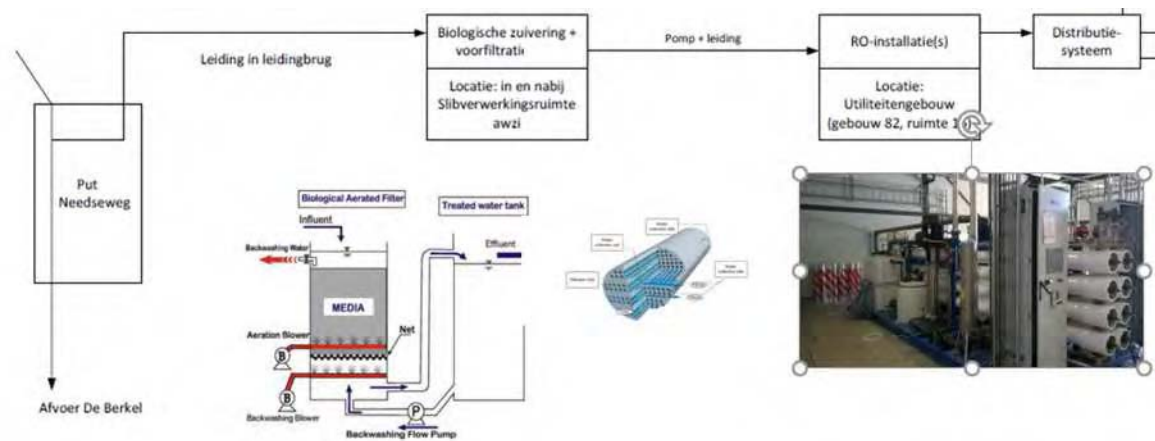 Biologische zuivering +
voorfiltratie
Locatie: in en nabij
Slibverwerkingsruimte
awzi
Leiding in leidingbrug
Pomp + leiding
RO-installatie(s)
Locatie:
Utiliteitengebouw
(gebouw 82, ruimte
Distributie-
systeem
Put
Needseweg
Afvoer De Berkel
Biological Aerated Filter
Treated water tank
Influent
Effluent
Backwashing Water
MEDIA
Net
Aeration Blower
B
B
Backwashing Blower
P
Backwashing Flow Pump